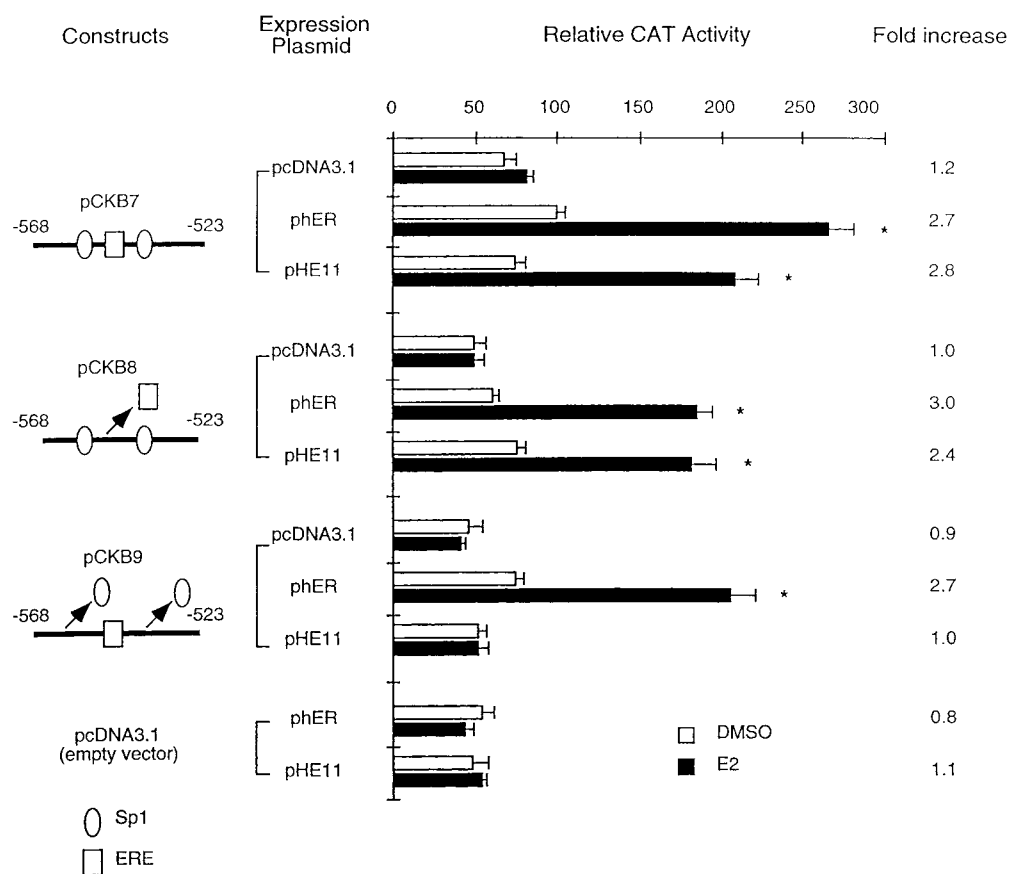 Constructs
Expression
Plasmid
Relative CAT Activity
Fold increase
0 50 100 150 200 250 300
pCKB7
-568
-523
pcDNA3.1
1.2
phER
* 2.7
pHE11
* 2.8
pCKB8
-568
-523
pcDNA3.1
1.0
phER
* 3.0
pHE11
* 2.4
pCKB9
-568
-523
pcDNA3.1
0.9
phER
* 2.7
pHE11
1.0
pcDNA3.1
(empty vector)
phER
0.8
pHE11
1.1
DMSO
E2
Sp1
ERE